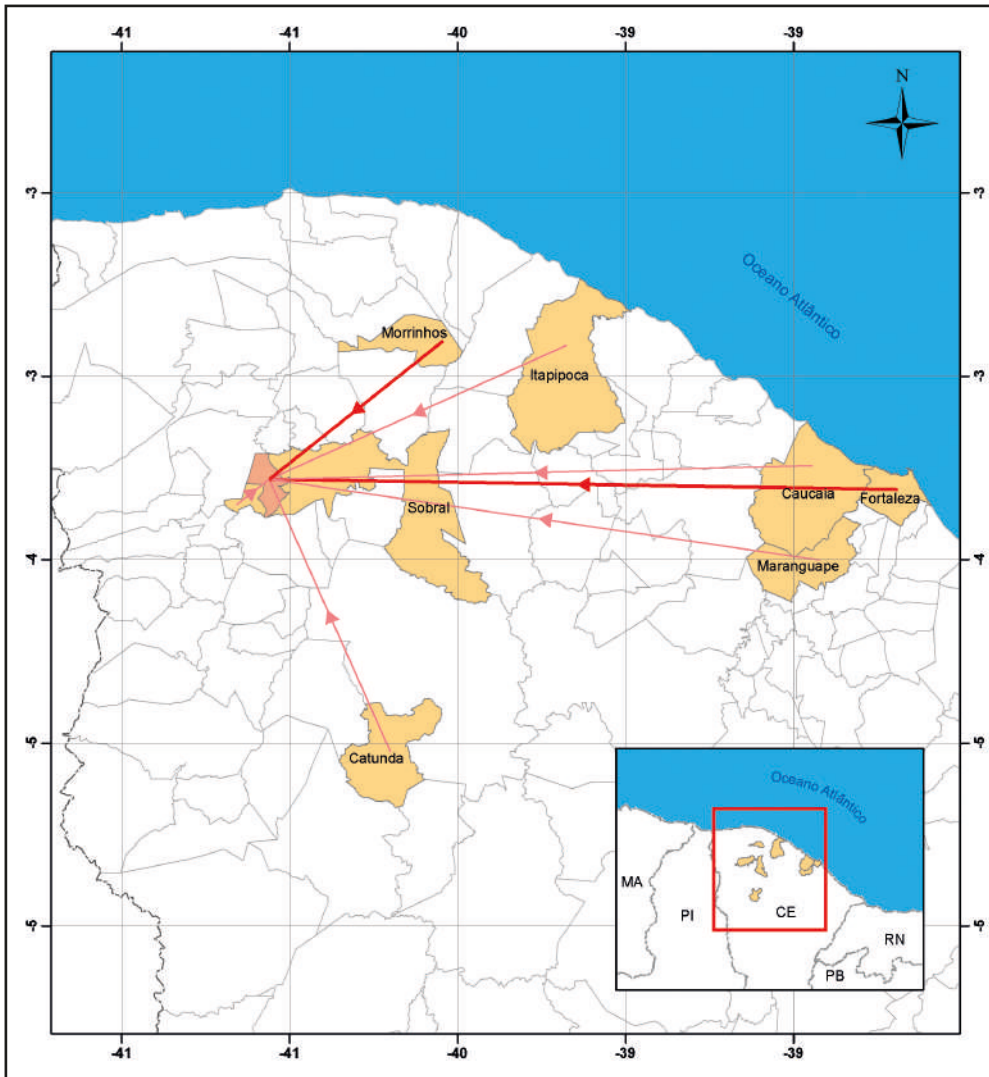 -41 -41 -40 -39 -39
N
-3 -3
Oceano Atlântico
Morrinhos
-3 -3
Itapipoca
Caucaia
Fortaleza
Sobral
-4 -4
Maranguape
-5 -5
Catunda
Oceano Atlântico
MA
PI
CE
RN
PB
-5 -5
-41 -41 -40 -39 -39